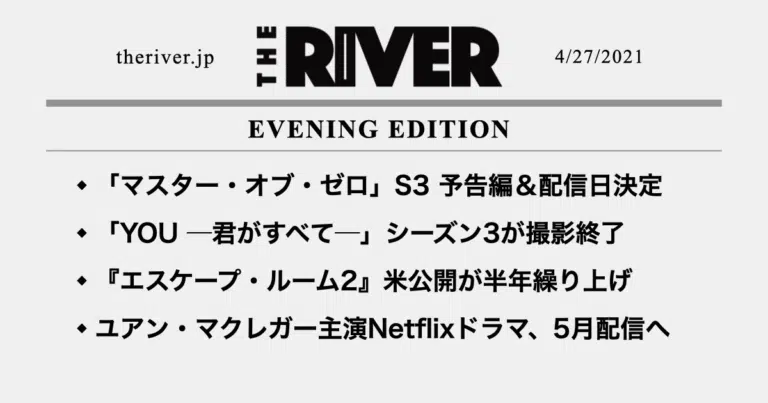 theriver.jp
THE RIVER
4/27/2021
EVENING EDITION
◆ 「マスター・オブ・ゼロ」S3 予告編＆配信日決定
◆ 「YOU ─君がすべて─」シーズン3が撮影終了
◆ 『エスケープ・ルーム2』米公開が半年繰り上げ
◆ ユアン・マクレガー主演Netflixドラマ、5月配信へ